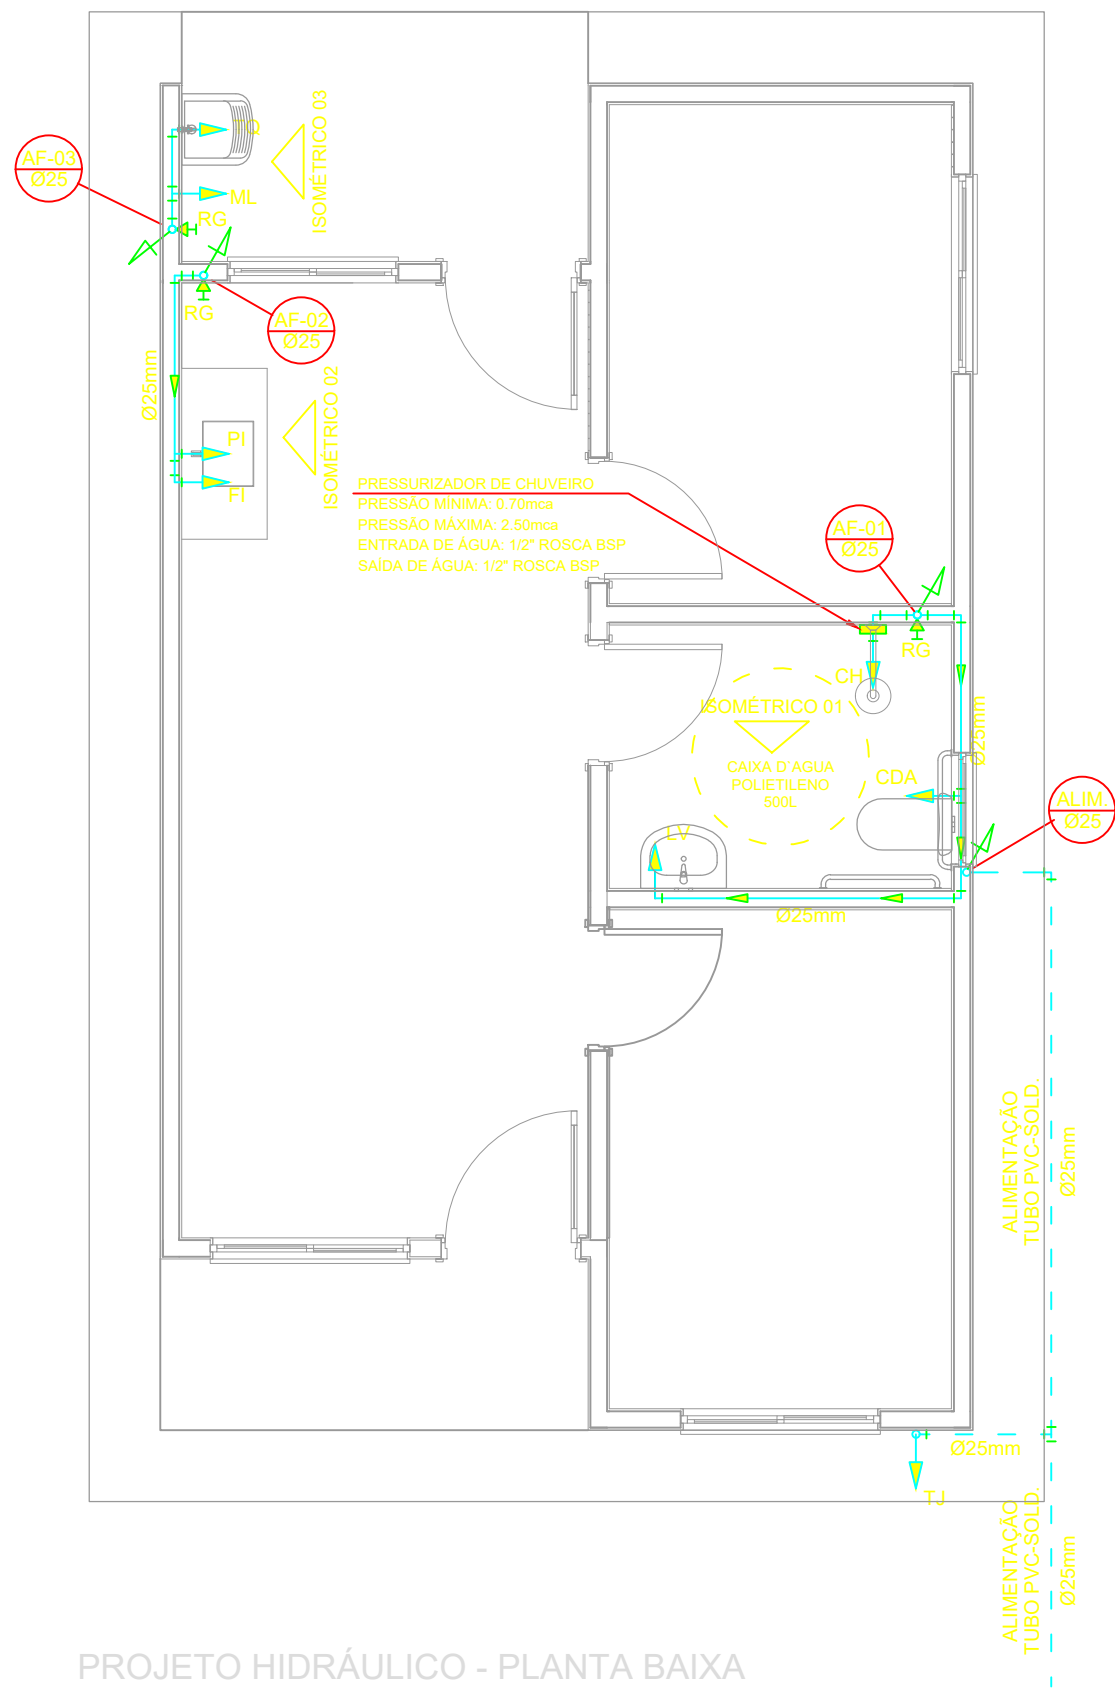 TQ
ISOMÉTRICO 03
AF-03
Ø25
ML
RG
RG
AF-02
Ø25
Ø25mm
ISOMÉTRICO 02
PI
FI
PRESSURIZADOR DE CHUVEIRO
PRESSÃO MÍNIMA: 0.70mca
PRESSÃO MÁXIMA: 2.50mca
ENTRADA DE ÁGUA: 1/2" ROSCA BSP
SAÍDA DE ÁGUA: 1/2" ROSCA BSP
AF-01
Ø25
RG
CH
ISOMÉTRICO 01
Ø25mm
CAIXA D'AGUA
POLIETILENO
500L
CDA
ALIM.
Ø25
LV
Ø25mm
ALIMENTAÇÃO
TUBO PVC-SOLD.
Ø25mm
Ø25mm
TJ
ALIMENTAÇÃO
TUBO PVC-SOLD.
Ø25mm
PROJETO HIDRÁULICO - PLANTA BAIXA